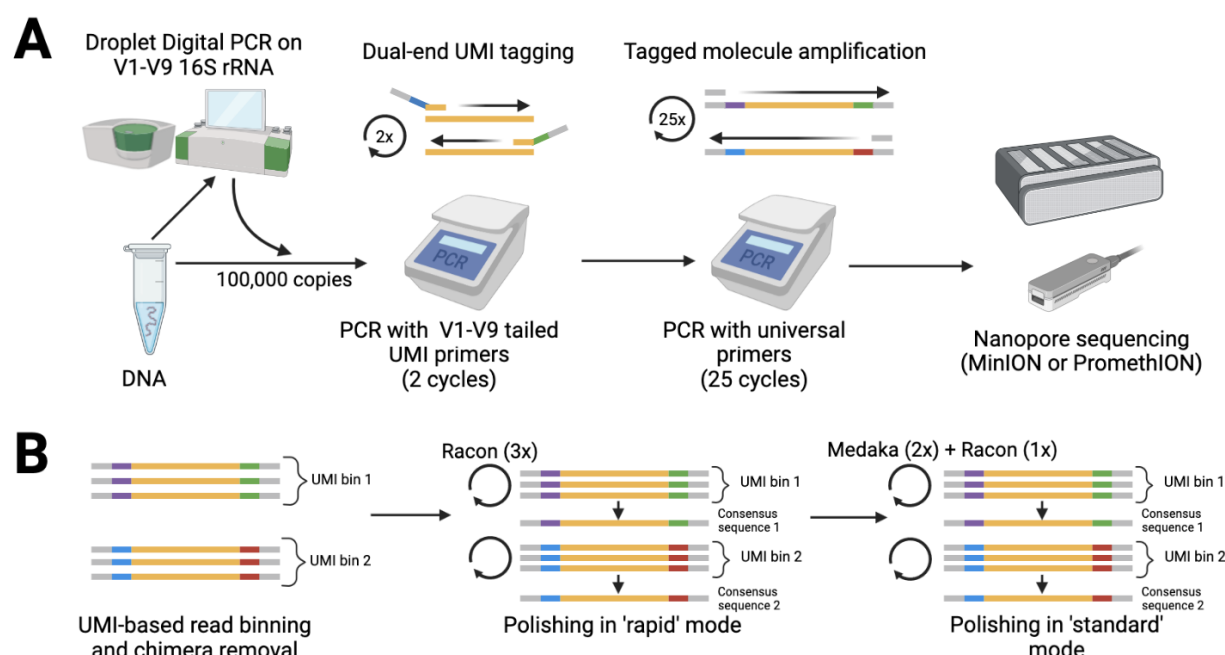 A
Droplet Digital PCR on
V1-V9 16S rRNA
Dual-end UMI tagging
Tagged molecule amplification
2x
25x
100,000 copies
PCR
PCR
DNA
PCR with V1-V9 tailed
UMI primers
(2 cycles)
PCR with universal
primers
(25 cycles)
Nanopore sequencing
(MinION or PromethION)
B
UMI bin 1
UMI bin 2
UMI-based read binning
and chimera removal
Racon (3x)
UMI bin 1
Consensus
sequence 1
UMI bin 2
Consensus
sequence 2
Polishing in 'rapid' mode
Medaka (2x) + Racon (1x)
UMI bin 1
Consensus
sequence 1
UMI bin 2
Consensus
sequence 2
Polishing in 'standard'
mode